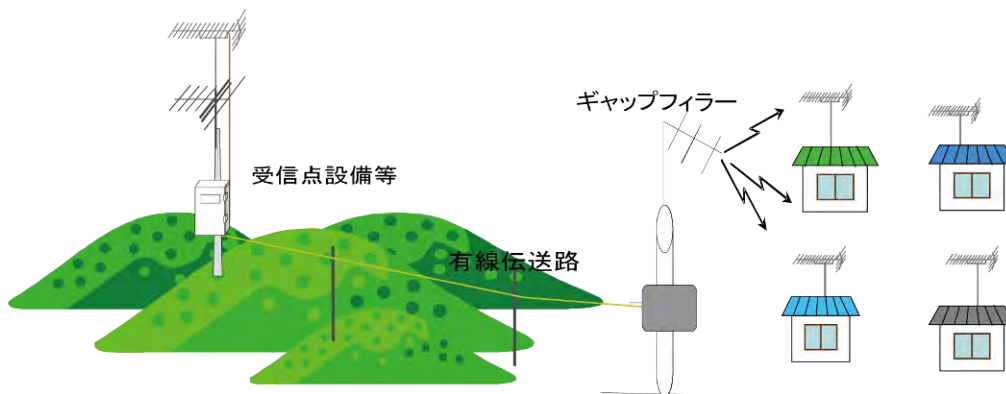 ギャップフィラー
受信点設備等
有線伝送路